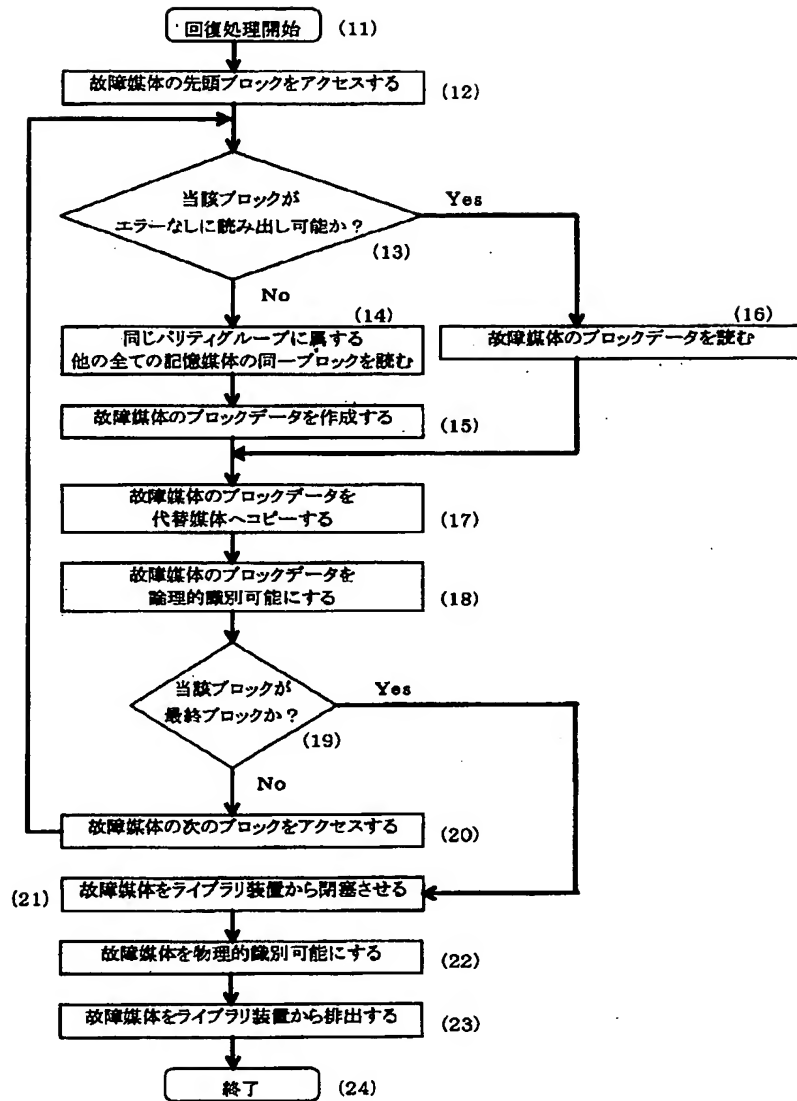 回復処理開始 (11)
故障媒体の先頭ブロックをアクセスする (12)
当該ブロックが
エラーなしに読み出し可能か？
(13)
Yes
No
(14)
同じパリティグループに属する
他の全ての記憶媒体の同一ブロックを読む
(16)
故障媒体のブロックデータを読む
故障媒体のブロックデータを作成する (15)
故障媒体のブロックデータを
代替媒体へコピーする
(17)
故障媒体のブロックデータを
論理的識別可能にする
(18)
当該ブロックが
最終ブロックか？
(19)
Yes
No
故障媒体の次のブロックをアクセスする (20)
(21) 故障媒体をライブラリ装置から閉塞させる
故障媒体を物理的識別可能にする (22)
故障媒体をライブラリ装置から排出する (23)
終了 (24)